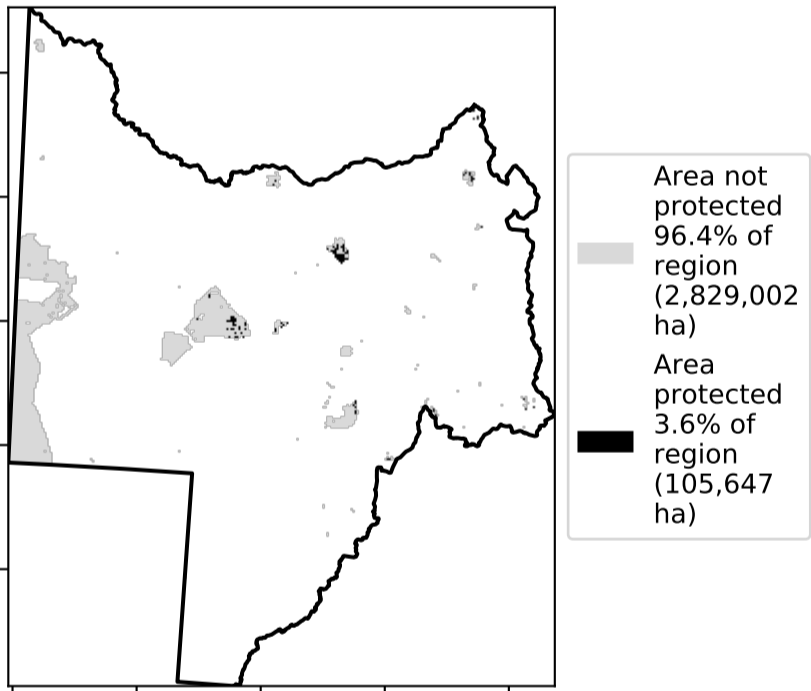 Area not
protected
96.4% of
region
(2,829,002
ha)
Area
protected
3.6% of
region
(105,647
ha)